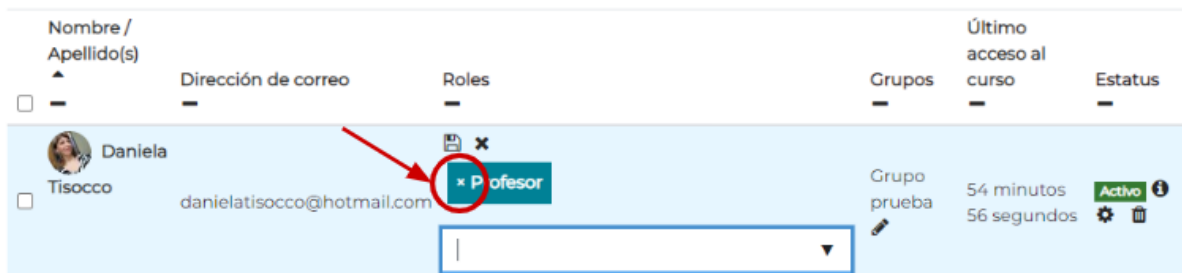 Nombre /
Apellido(s)
Dirección de correo
Roles
Grupos
Último
acceso al
curso
Estatus
Daniela
Tisocco
danielatisocco@hotmail.com
× Profesor
Grupo
prueba
54 minutos
56 segundos
Activo